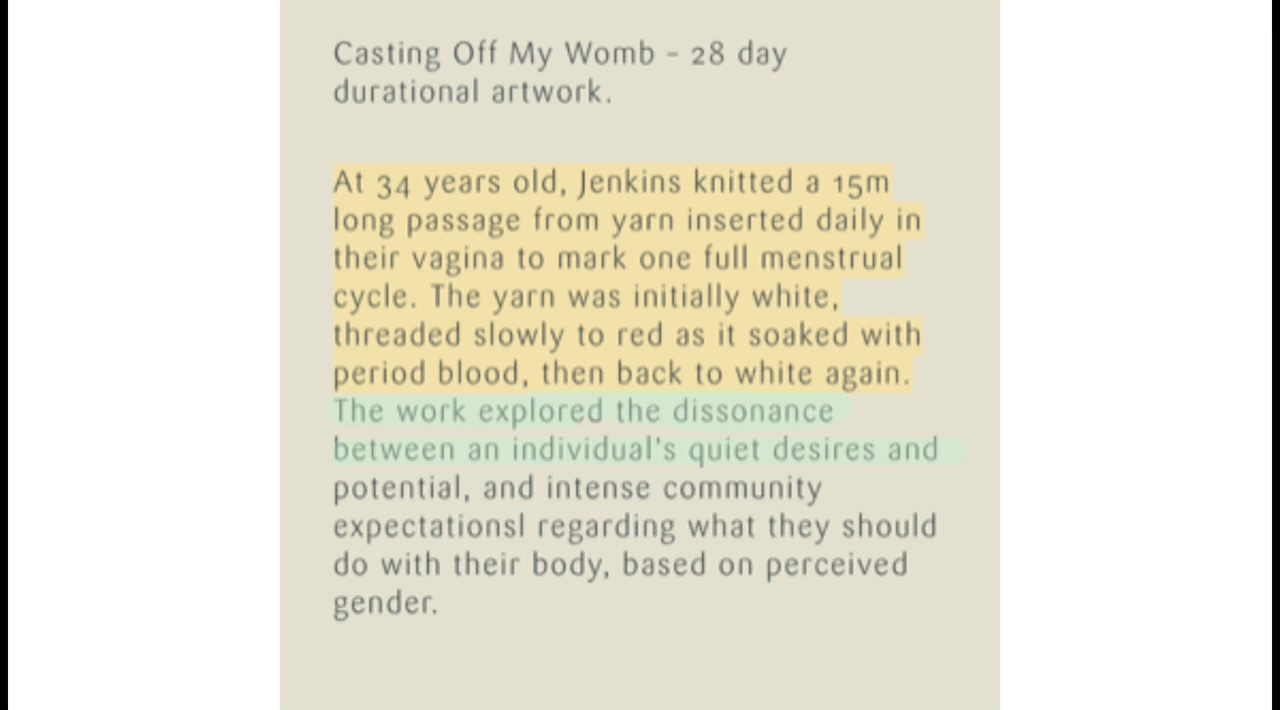 Casting Off My Womb - 28 day
durational artwork.
At 34 years old, Jenkins knitted a 15m
long passage from yarn inserted daily in
their vagina to mark one full menstrual
cycle. The yarn was initially white,
threaded slowly to red as it soaked with
period blood, then back to white again.
The work explored the dissonance
between an individual's quiet desires and
potential, and intense community
expectationsl regarding what they should
do with their body, based on perceived
gender.